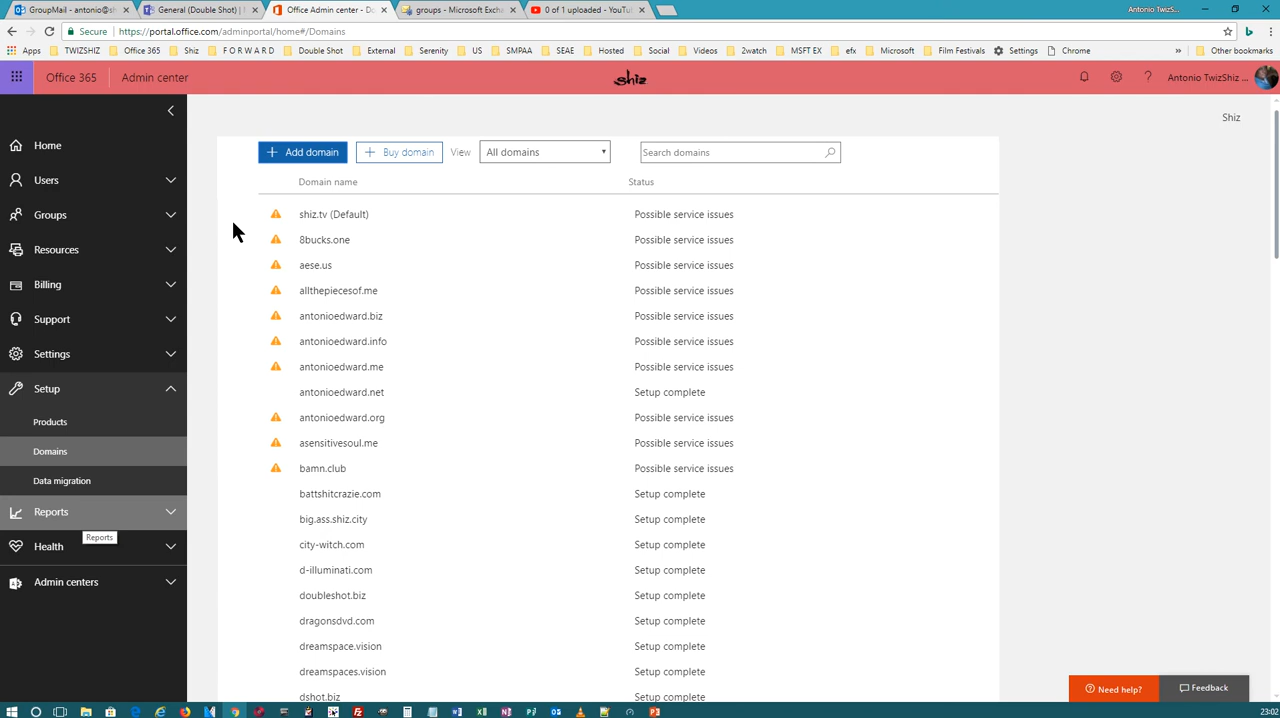 GroupMail - antonio@sh
General (Double Shot) |
Office Admin center - Do
groups - Microsoft Exch
0 of 1 uploaded - YouTu
Antonio TwizSh...
Secure https://portal.office.com/adminportal/home#/Domains
Apps TWIZSHIZ Office 365 Shiz F O R W A R D Double Shot External Serenity US SMPAA SEAE Hosted Social Videos 2watch MSFT EX efx Microsoft Film Festivals Settings Chrome » Other bookmarks
Office 365 Admin center shiz ? Antonio TwizShiz ...
Shiz
Home
Users
Groups
Resources
Billing
Support
Settings
Setup
Products
Domains
Data migration
Reports
Reports
Health
Admin centers
+ Add domain + Buy domain View All domains Search domains
Domain name Status
shiz.tv (Default) Possible service issues
8bucks.one Possible service issues
aese.us Possible service issues
allthepiecesof.me Possible service issues
antonioedward.biz Possible service issues
antonioedward.info Possible service issues
antonioedward.me Possible service issues
antonioedward.net Setup complete
antonioedward.org Possible service issues
asensitivesoul.me Possible service issues
bamn.club Possible service issues
battshitcrazie.com Setup complete
big.ass.shiz.city Setup complete
city-witch.com Setup complete
d-illuminati.com Setup complete
doubleshot.biz Setup complete
dragonsdvd.com Setup complete
dreamspace.vision Setup complete
dreamspaces.vision Setup complete
dshot.biz Setup complete
Need help? Feedback
23:02